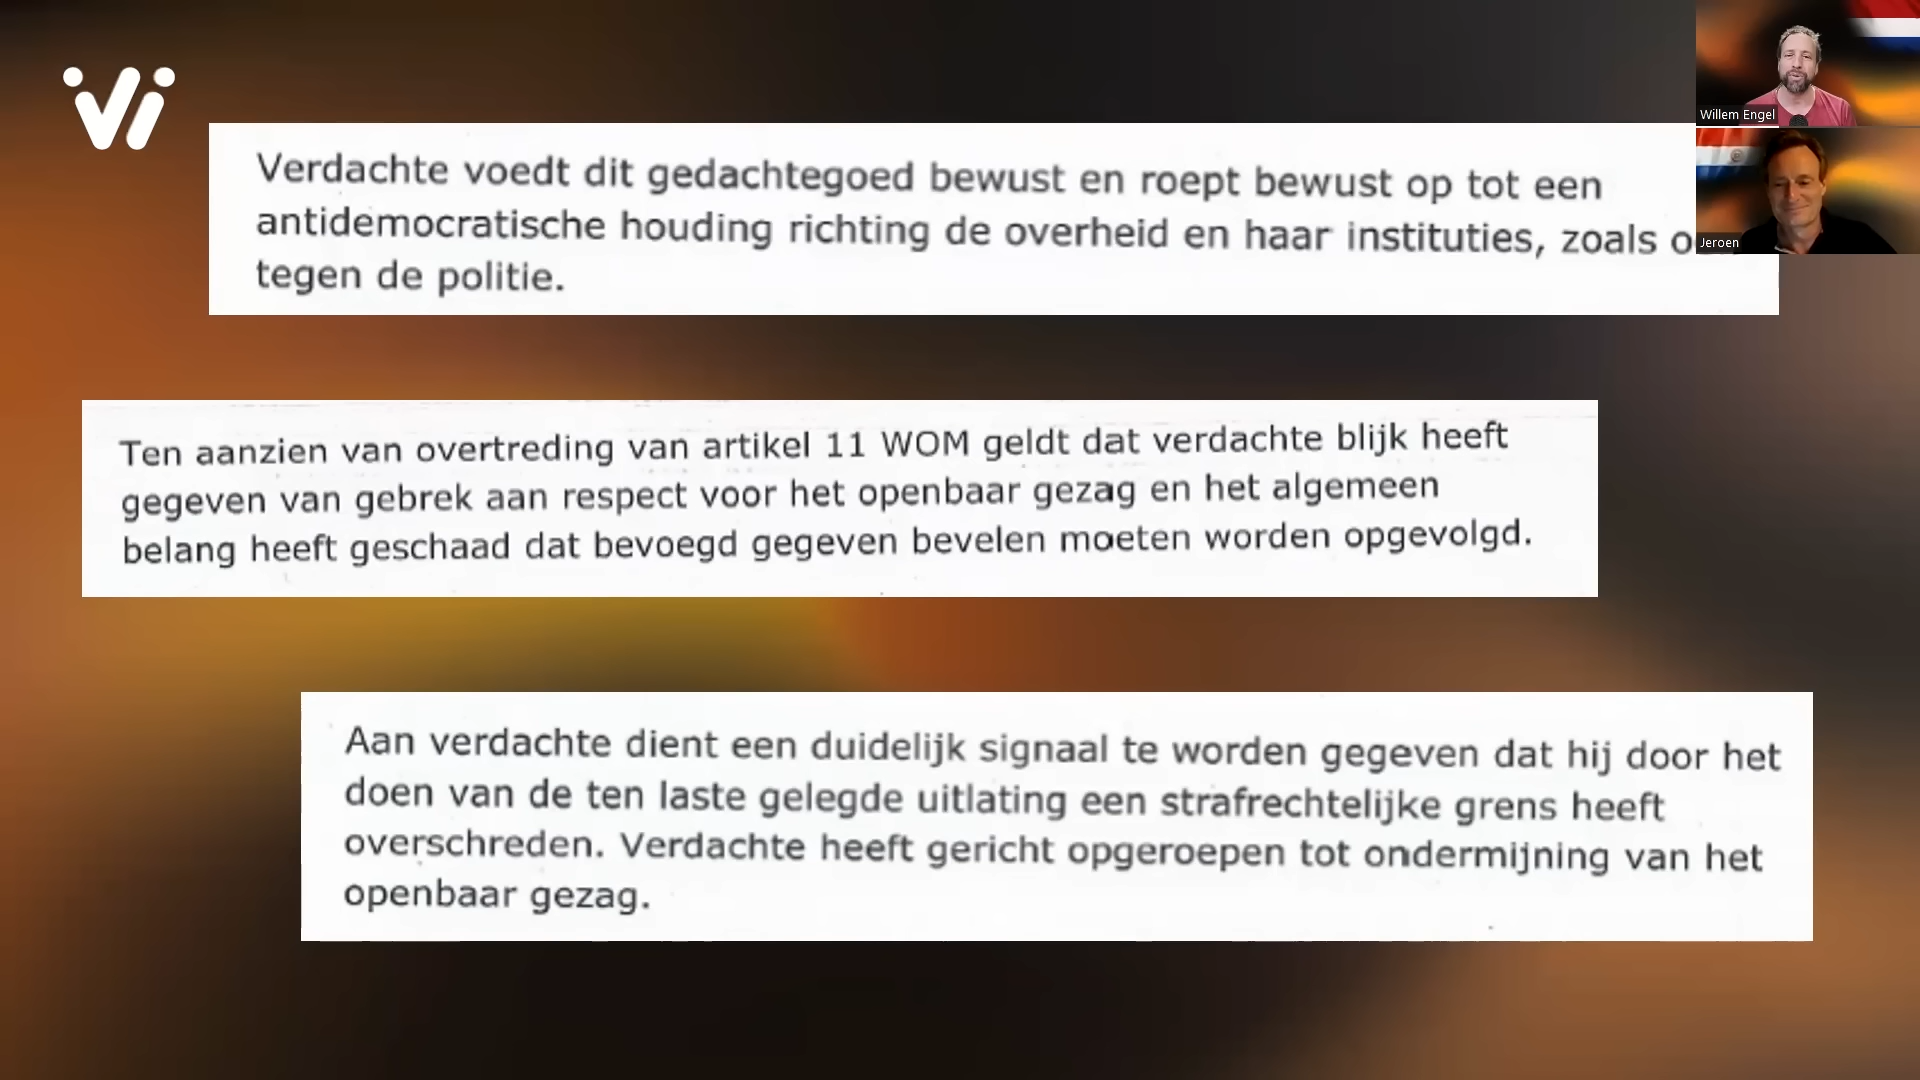 Vi
Willem Engel
Jeroen
Verdachte voedt dit gedachtegoed bewust en roept bewust op tot een
antidemocratische houding richting de overheid en haar instituties, zoals
tegen de politie.
Ten aanzien van overtreding van artikel 11 WOM geldt dat verdachte blijk heeft
gegeven van gebrek aan respect voor het openbaar gezag en het algemeen
belang heeft geschaad dat bevoegd gegeven bevelen moeten worden opgevolgd.
Aan verdachte dient een duidelijk signaal te worden gegeven dat hij door het
doen van de ten laste gelegde uitlating een strafrechtelijke grens heeft
overschreden. Verdachte heeft gericht opgeroepen tot ondermijning van het
openbaar gezag.